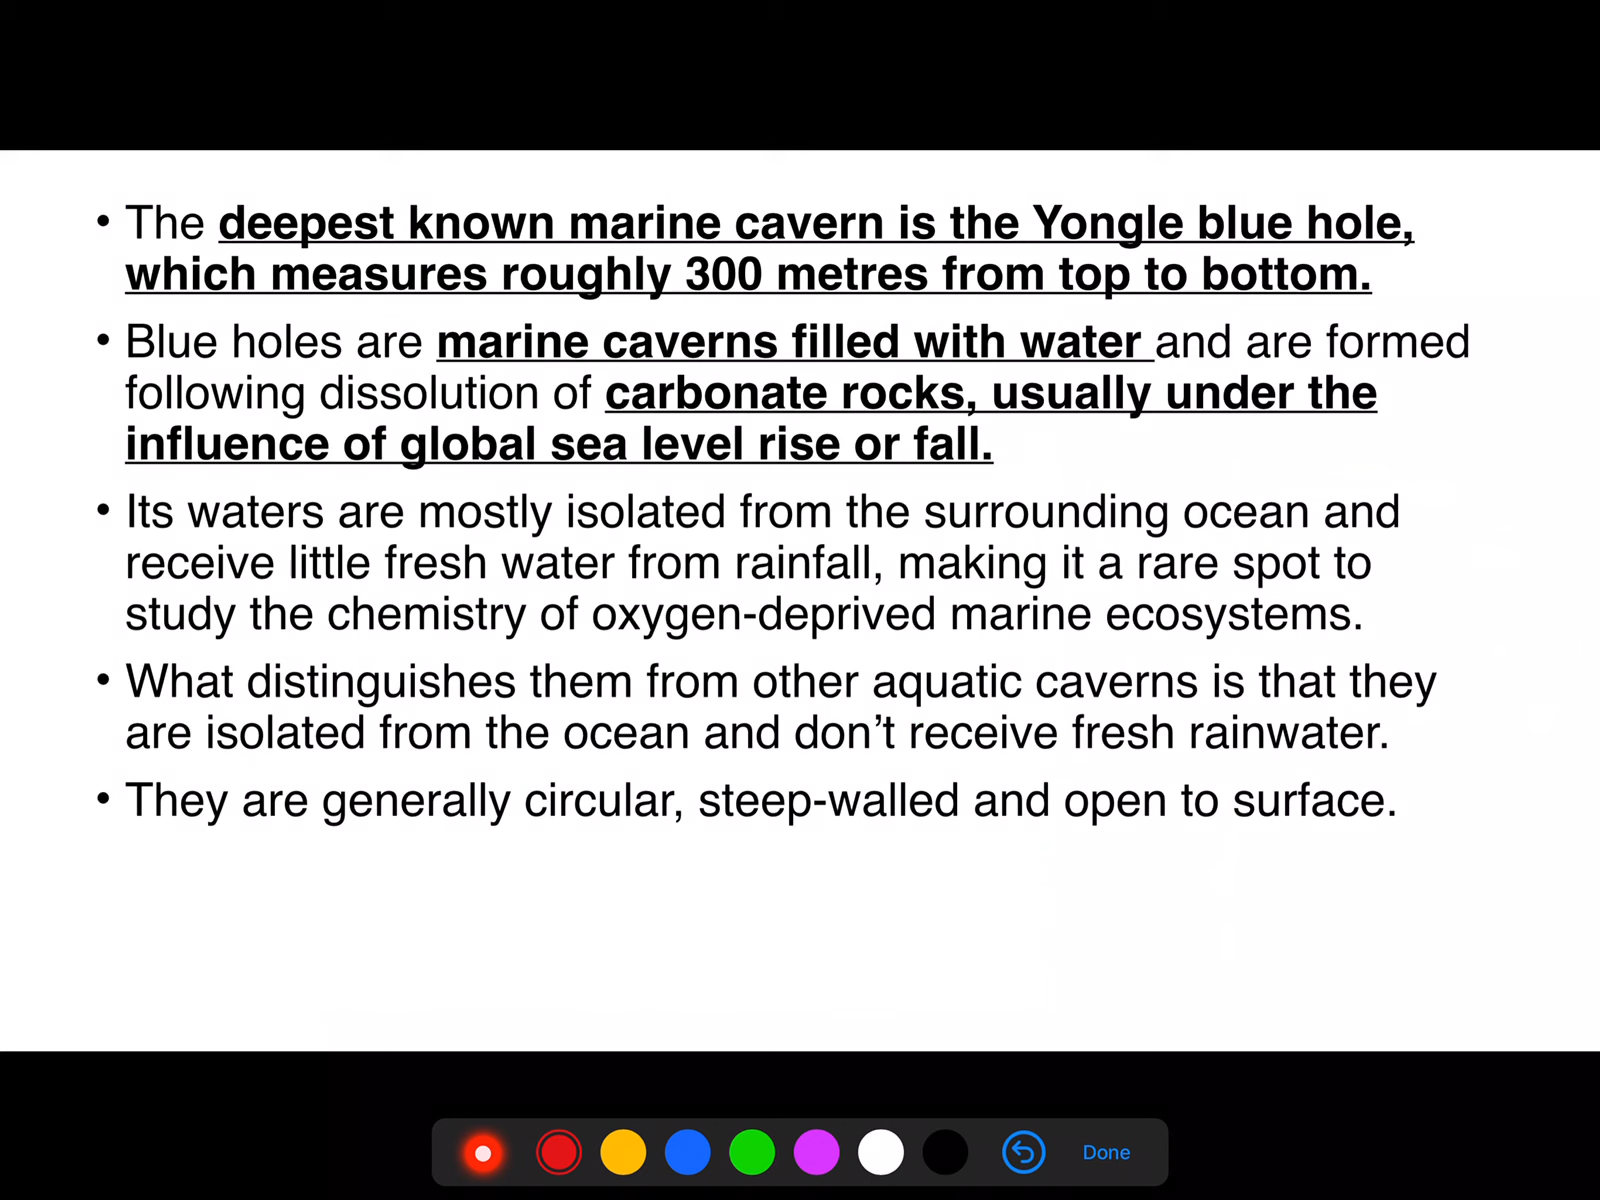 • The deepest known marine cavern is the Yongle blue hole,
which measures roughly 300 metres from top to bottom.
• Blue holes are marine caverns filled with water and are formed
following dissolution of carbonate rocks, usually under the
influence of global sea level rise or fall.
• Its waters are mostly isolated from the surrounding ocean and
receive little fresh water from rainfall, making it a rare spot to
study the chemistry of oxygen-deprived marine ecosystems.
• What distinguishes them from other aquatic caverns is that they
are isolated from the ocean and don’t receive fresh rainwater.
• They are generally circular, steep-walled and open to surface.
Done